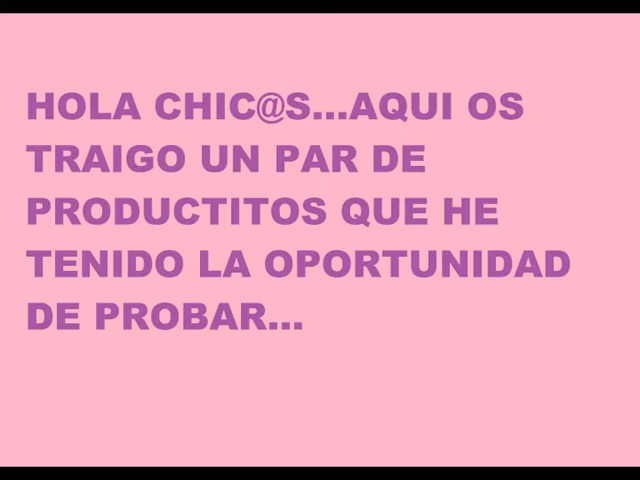 HOLA CHIC@S...AQUI OS
TRAIGO UN PAR DE
PRODUCTITOS QUE HE
TENIDO LA OPORTUNIDAD
DE PROBAR...